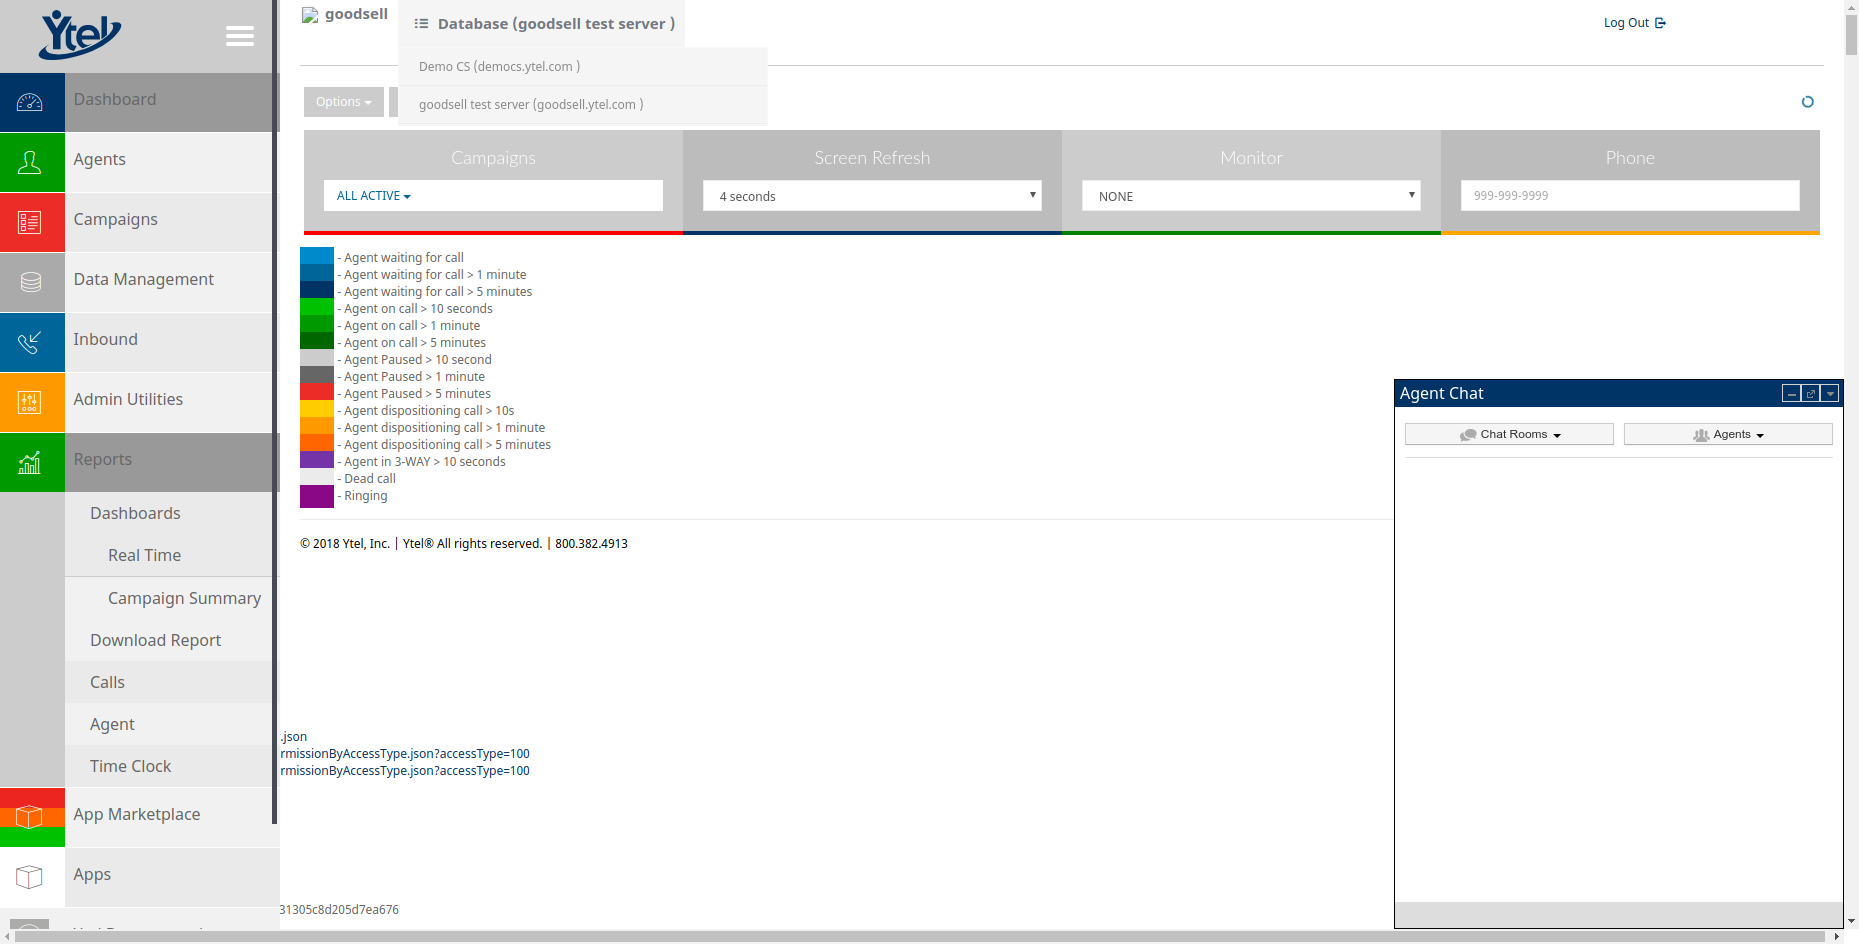 Ytel
goodsell
Database (goodsell test server )
Log Out
Demo CS (democs.ytel.com )
goodsell test server (goodsell.ytel.com )
Options
Dashboard
Agents
Campaigns
Data Management
Inbound
Admin Utilities
Reports
Dashboards
Real Time
Campaign Summary
Download Report
Calls
Agent
Time Clock
App Marketplace
Apps
Campaigns
ALL ACTIVE
Screen Refresh
4 seconds
Monitor
NONE
Phone
999-999-9999
- Agent waiting for call
- Agent waiting for call > 1 minute
- Agent waiting for call > 5 minutes
- Agent on call > 10 seconds
- Agent on call > 1 minute
- Agent on call > 5 minutes
- Agent Paused > 10 second
- Agent Paused > 1 minute
- Agent Paused > 5 minutes
- Agent dispositioning call > 10s
- Agent dispositioning call > 1 minute
- Agent dispositioning call > 5 minutes
- Agent in 3-WAY > 10 seconds
- Dead call
- Ringing
© 2018 Ytel, Inc. | Ytel® All rights reserved. | 800.382.4913
.json
rmissionByAccessType.json?accessType=100
rmissionByAccessType.json?accessType=100
31305c8d205d7ea676
Agent Chat
Chat Rooms
Agents